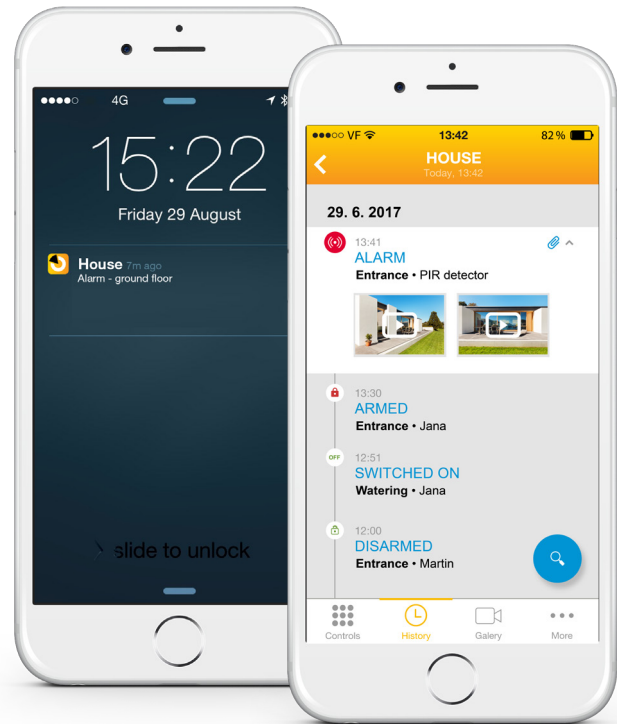 4G
15:22
Friday 29 August
House 7m ago
Alarm - ground floor
slide to unlock
VF 13:42 82%
HOUSE
Today, 13:42
29. 6. 2017
13:41
ALARM
Entrance • PIR detector
13:30
ARMED
Entrance • Jana
OFF 12:51
SWITCHED ON
Watering • Jana
12:00
DISARMED
Entrance • Martin
Controls History Galery More